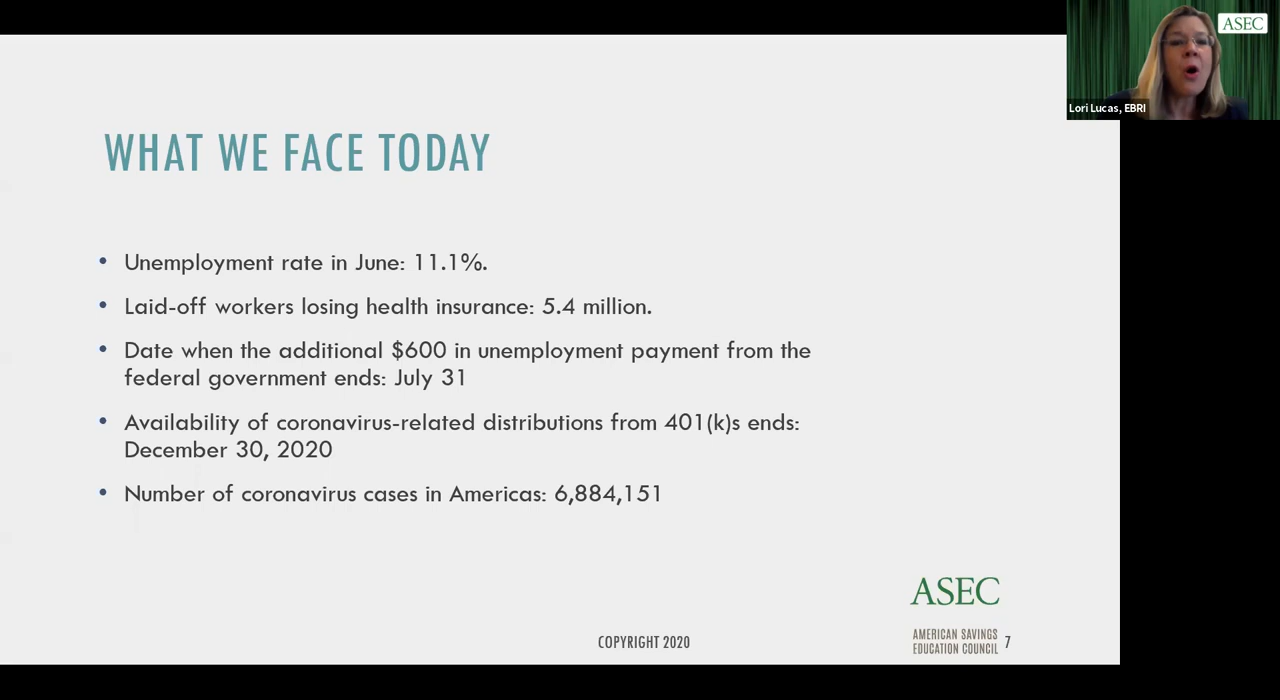 ASEC
Lori Lucas, EBRI
WHAT WE FACE TODAY
• Unemployment rate in June: 11.1%.
• Laid-off workers losing health insurance: 5.4 million.
• Date when the additional $600 in unemployment payment from the
federal government ends: July 31
• Availability of coronavirus-related distributions from 401(k)s ends:
December 30, 2020
• Number of coronavirus cases in Americas: 6,884,151
ASEC
AMERICAN SAVINGS
EDUCATION COUNCIL
COPYRIGHT 2020
7